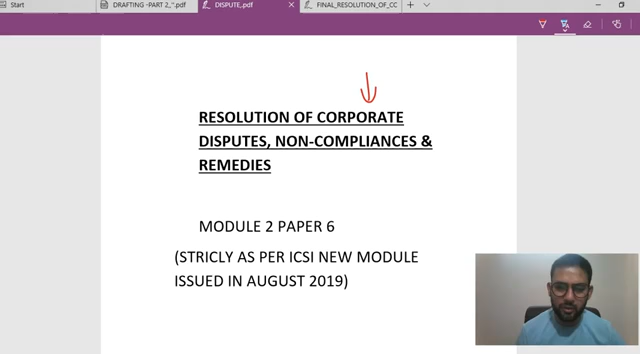 Start
DRAFTING -PART 2,,".pdf
DISPUTE,.pdf
FINAL_RESOLUTION_OF_CC
RESOLUTION OF CORPORATE
DISPUTES, NON-COMPLIANCES &
REMEDIES
MODULE 2 PAPER 6
(STRICLY AS PER ICSI NEW MODULE
ISSUED IN AUGUST 2019)